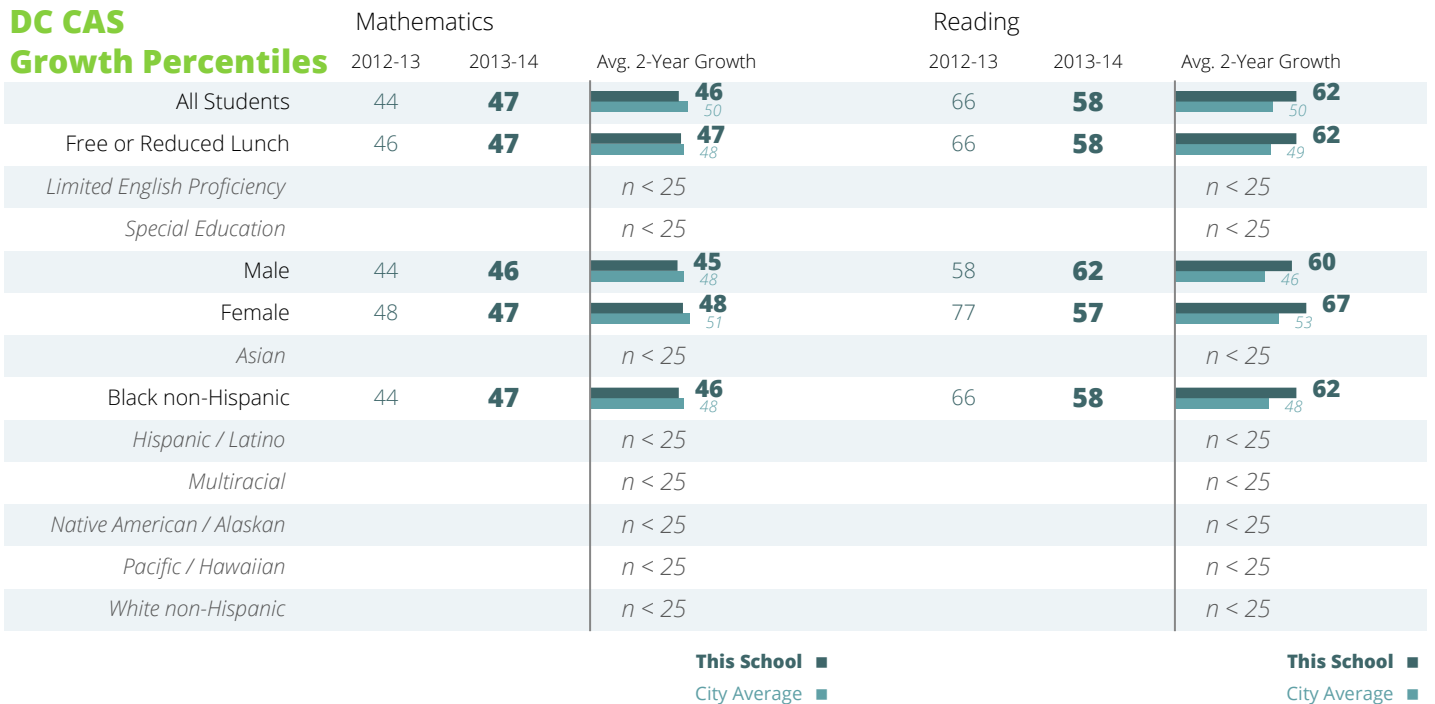 DC CAS
Growth Percentiles
Mathematics Reading
2012-13 2013-14 Avg. 2-Year Growth 2012-13 2013-14 Avg. 2-Year Growth
All Students 44 47 46 50 66 58 62 50
Free or Reduced Lunch 46 47 47 48 66 58 62 49
Limited English Proficiency n < 25 n < 25
Special Education n < 25 n < 25
Male 44 46 45 48 58 62 60 46
Female 48 47 48 51 77 57 67 53
Asian n < 25 n < 25
Black non-Hispanic 44 47 46 48 66 58 62 48
Hispanic / Latino n < 25 n < 25
Multiracial n < 25 n < 25
Native American / Alaskan n < 25 n < 25
Pacific / Hawaiian n < 25 n < 25
White non-Hispanic n < 25 n < 25
This School This School
City Average City Average